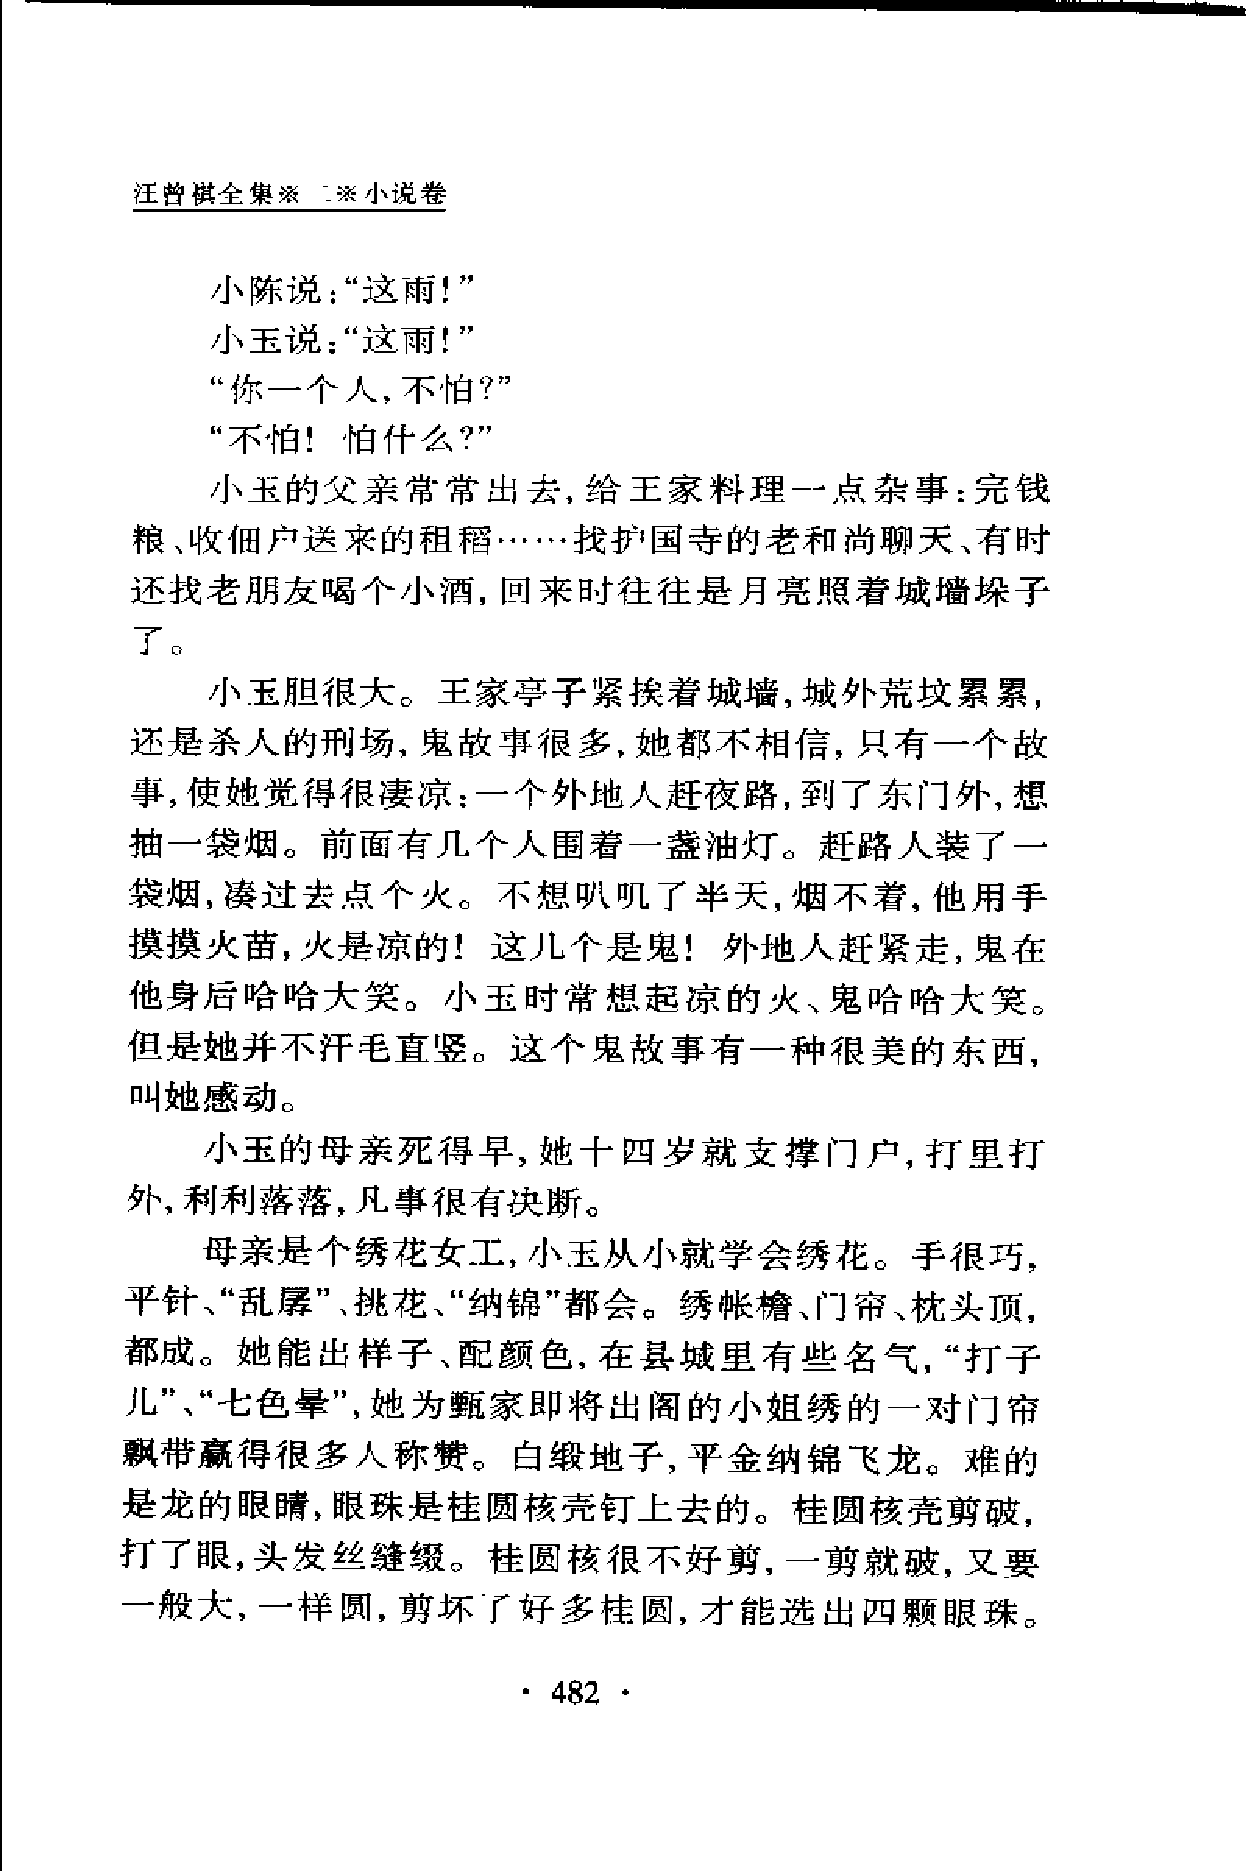 汪曾祺全集※二※小说卷
小陈说：“这雨！”
小玉说：“这雨！”
“你一个人，不怕？”
“不怕！怕什么？”
小玉的父亲常常出去，给王家料理一点杂事：完钱
粮、收佃户送来的租稻……找护国寺的老和尚聊天、有时
还找老朋友喝个小酒，回来时往往是月亮照着城墙垛子
了。
小玉胆很大。王家亭子紧挨着城墙，城外荒坟累累，
还是杀人的刑场，鬼故事很多，她都不相信，只有一个故
事，使她觉得很凄凉：一个外地人赶夜路，到了东门外，想
抽一袋烟。前面有几个人围着一盏油灯。赶路人装了一
袋烟，凑过去点个火。不想叭叽了半天，烟不着，他用手
摸摸火苗，火是凉的！这几个是鬼！外地人赶紧走，鬼在
他身后哈哈大笑。小玉时常想起凉的火、鬼哈哈大笑。
但是她并不汗毛直竖。这个鬼故事有一种很美的东西，
叫她感动。
小玉的母亲死得早，她十四岁就支撑门户，打里打
外，利利落落，凡事很有决断。
母亲是个绣花女工，小玉从小就学会绣花。手很巧，
平针、“乱孱”、挑花、“纳锦”都会。绣帐檐、门帘、枕头顶，
都成。她能出样子、配颜色，在县城里有些名气，“打子
儿”、“七色晕”，她为甄家即将出阁的小姐绣的一对门帘
飘带赢得很多人称赞。白缎地子，平金纳锦飞龙。难的
是龙的眼睛，眼珠是桂圆核壳钉上去的。桂圆核壳剪破，
打了眼，头发丝缝缀。桂圆核很不好剪，一剪就破，又要
一般大，一样圆，剪坏了好多桂圆，才能选出四颗眼珠。
· 482 ·